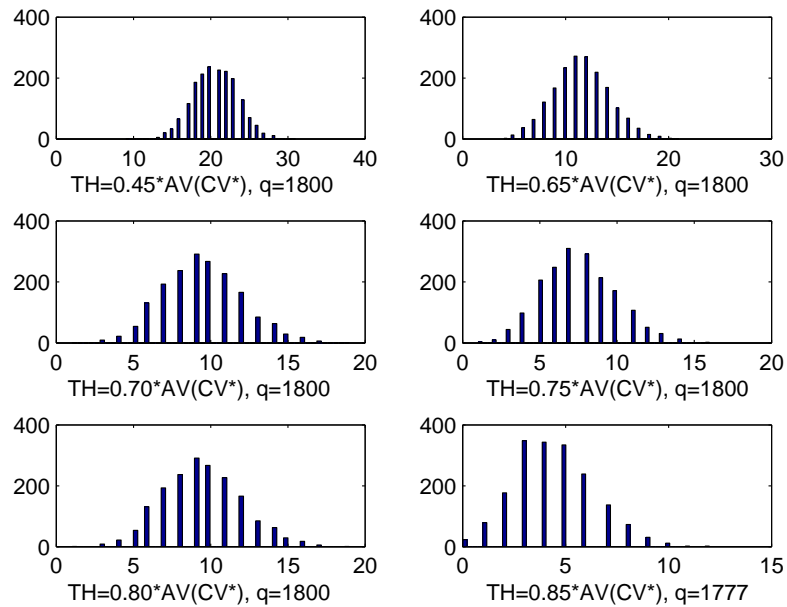 400
200
0
0 10 20 30 40
TH=0.45*AV(CV*), q=1800
400
200
0
0 10 20 30
TH=0.65*AV(CV*), q=1800
400
200
0
0 5 10 15 20
TH=0.70*AV(CV*), q=1800
400
200
0
0 5 10 15 20
TH=0.75*AV(CV*), q=1800
400
200
0
0 5 10 15 20
TH=0.80*AV(CV*), q=1800
400
200
0
0 5 10 15
TH=0.85*AV(CV*), q=1777